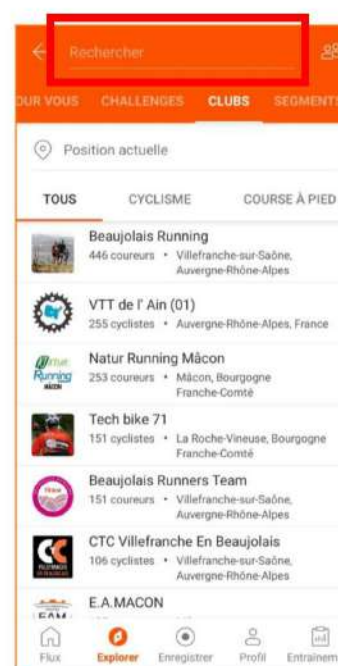 Rechercher
OUR VOUS CHALLENGES CLUBS SEGMENTS
Position actuelle
TOUS CYCLISME COURSE À PIED
Beaujolais Running
446 coureurs • Villefranche-sur-Saône,
Auvergne-Rhône-Alpes
VTT de l' Ain (01)
255 cyclistes • Auvergne-Rhône-Alpes, France
Natur Running Mâcon
253 coureurs • Mâcon, Bourgogne
Franche-Comté
Natur
Running
MÂCON
Tech bike 71
151 cyclistes • La Roche-Vineuse, Bourgogne
Franche-Comté
Beaujolais Runners Team
151 coureurs • Villefranche-sur-Saône,
Auvergne-Rhône-Alpes
CTC Villefranche En Beaujolais
106 cyclistes • Villefranche-sur-Saône,
Auvergne-Rhône-Alpes
E.A.MACON
EAM
Flux Explorer Enregistrer Profil Entraînem